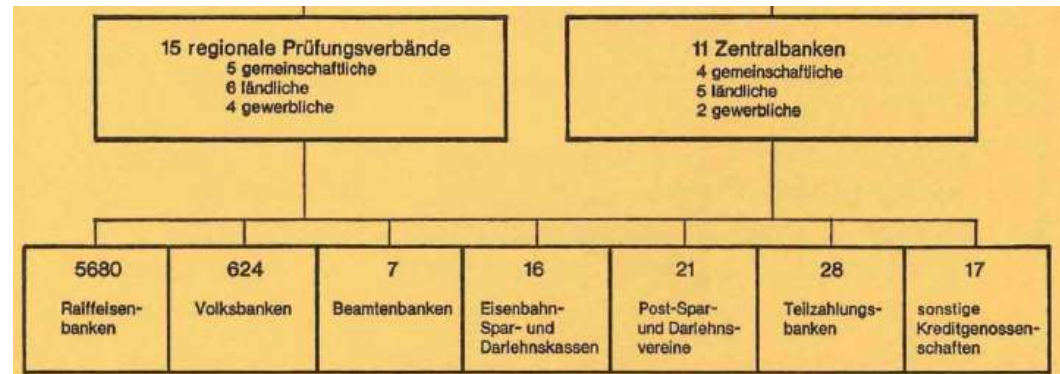 15 regionale Prüfungsverbände
5 gemeinschaftliche
6 ländliche
4 gewerbliche
11 Zentralbanken
4 gemeinschaftliche
5 ländliche
2 gewerbliche
5680
Raiffeisen-
banken
624
Volksbanken
7
Beamtenbanken
16
Eisenbahn-
Spar- und
Darlehnskassen
21
Post-Spar-
und Darlehns-
vereine
28
Teilzahlungs-
banken
17
sonstige
Kreditgenossen-
schaften